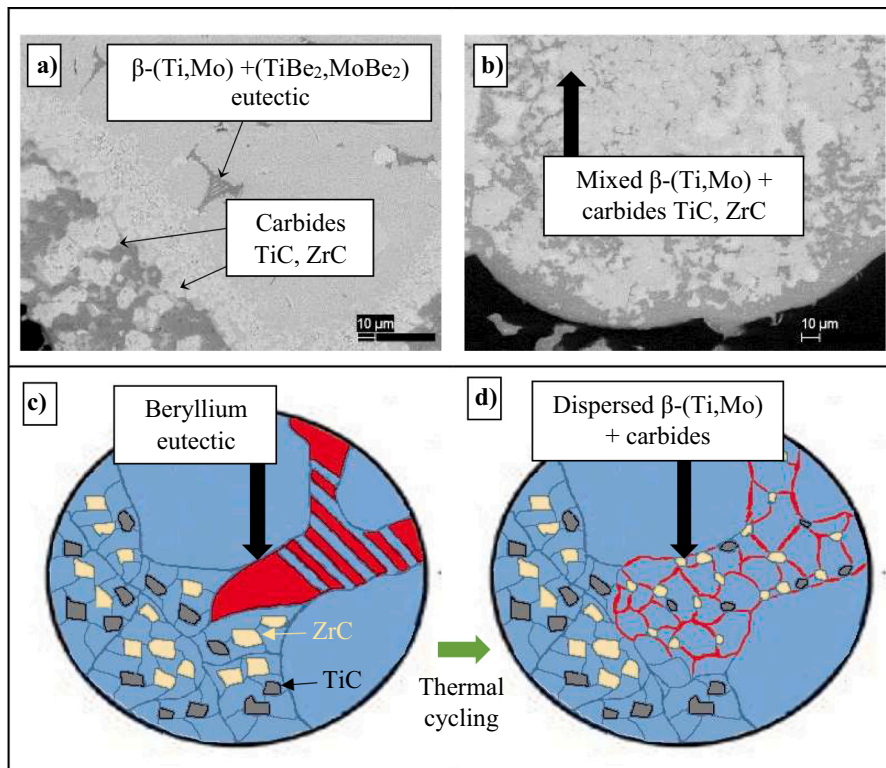 a)
β-(Ti,Mo) +(TiBe₂,MoBe₂)
eutectic
Carbides
TiC, ZrC
10 µm
b)
Mixed β-(Ti,Mo) +
carbides TiC, ZrC
10 µm
c)
Beryllium
eutectic
ZrC
TiC
Thermal
cycling
d)
Dispersed β-(Ti,Mo)
+ carbides